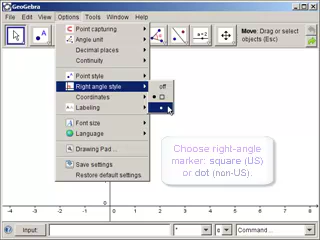 GeoGebra
File Edit View Options Tools Window Help
Point capturing
Angle unit
Decimal places
Continuity
Point style
Right angle style
Coordinates
Labeling
Font size
Language
Drawing Pad ...
Save settings
Restore default settings
off
Move: Drag or select
objects (Esc)
Choose right-angle
marker: square (US)
or dot (non-US).
-4 -3 -2 -1 0 1 2 3 4 5 6 7 8
0
Input:
Command ...